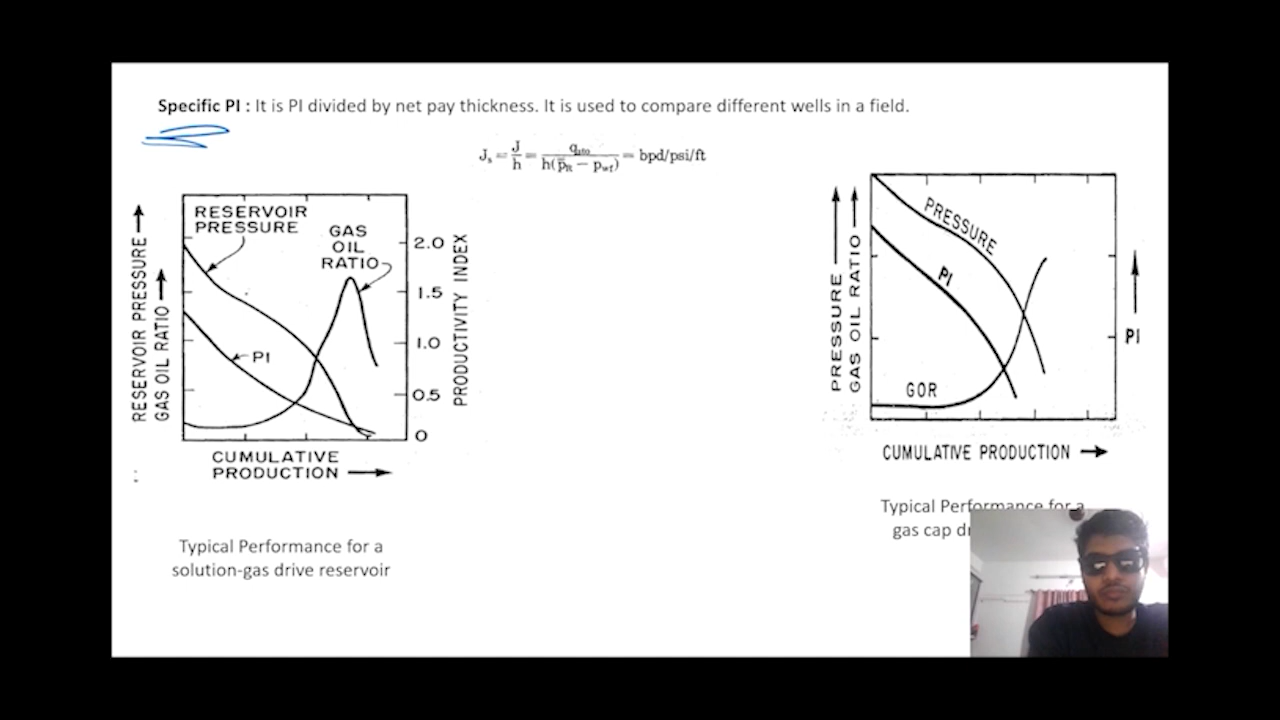 Specific PI : It is PI divided by net pay thickness. It is used to compare different wells in a field.
Js = J/h = qsto / h(p̄R − pwf) = bpd/psi/ft
RESERVOIR
PRESSURE
GAS
OIL
RATIO
PI
RESERVOIR PRESSURE
GAS OIL RATIO
2.0
1.5
1.0
0.5
0
PRODUCTIVITY INDEX
CUMULATIVE
PRODUCTION
:
Typical Performance for a
solution-gas drive reservoir
PRESSURE
PI
GOR
PRESSURE
GAS OIL RATIO
PI
CUMULATIVE PRODUCTION
Typical Performance for a
gas cap